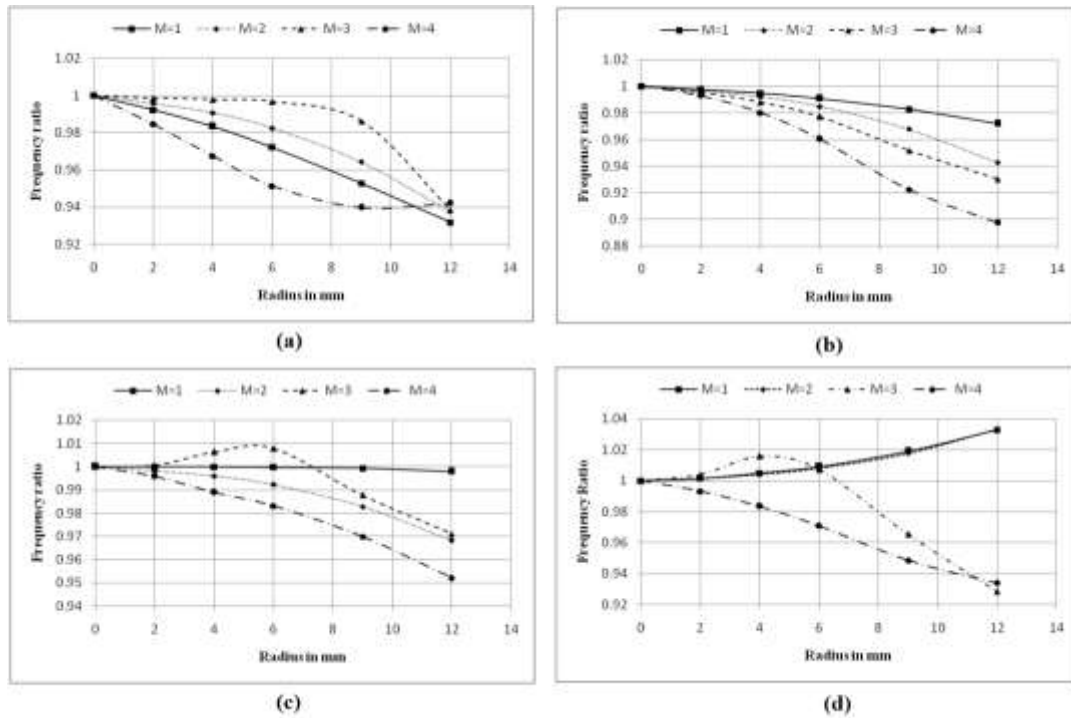 M=1 M=2 M=3 M=4
1.02
1
0.98
0.96
0.94
0.92
Frequency ratio
0 2 4 6 8 10 12 14
Radius in mm
(a)
M=1 M=2 M=3 M=4
1.02
1
0.98
0.96
0.94
0.92
0.9
0.88
Frequency ratio
0 2 4 6 8 10 12 14
Radius in mm
(b)
M=1 M=2 M=3 M=4
1.02
1.01
1
0.99
0.98
0.97
0.96
0.95
0.94
Frequency ratio
0 2 4 6 8 10 12 14
Radius in mm
(c)
M=1 M=2 M=3 M=4
1.04
1.02
1
0.98
0.96
0.94
0.92
Frequency Ratio
0 2 4 6 8 10 12 14
Radius in mm
(d)